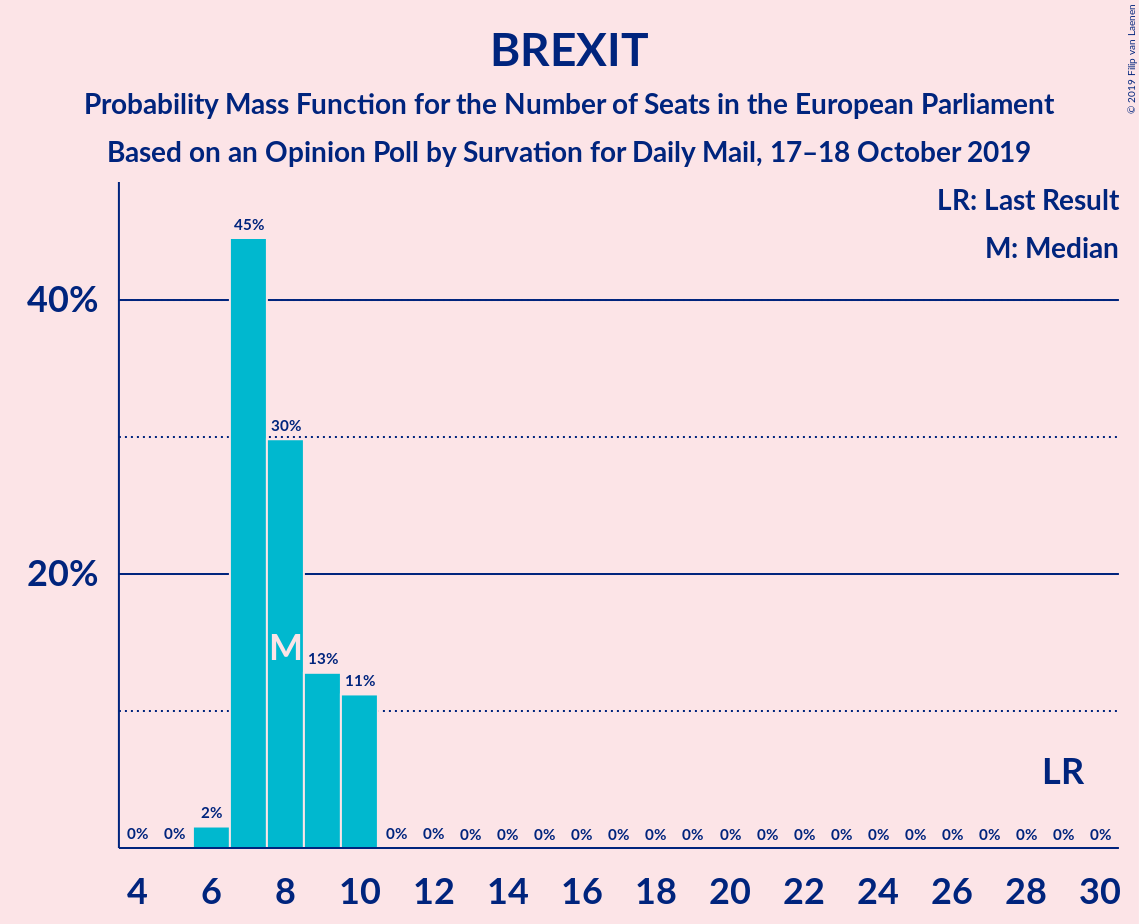 BREXIT
Probability Mass Function for the Number of Seats in the European Parliament
Based on an Opinion Poll by Survation for Daily Mail, 17–18 October 2019
© 2019 Filip van Laenen
LR: Last Result
M: Median
45%
40%
30%
20%
M
13%
11%
LR
2%
0% 0% 0% 0% 0% 0% 0% 0% 0% 0% 0% 0% 0% 0% 0% 0% 0% 0% 0% 0% 0% 0%
4 6 8 10 12 14 16 18 20 22 24 26 28 30